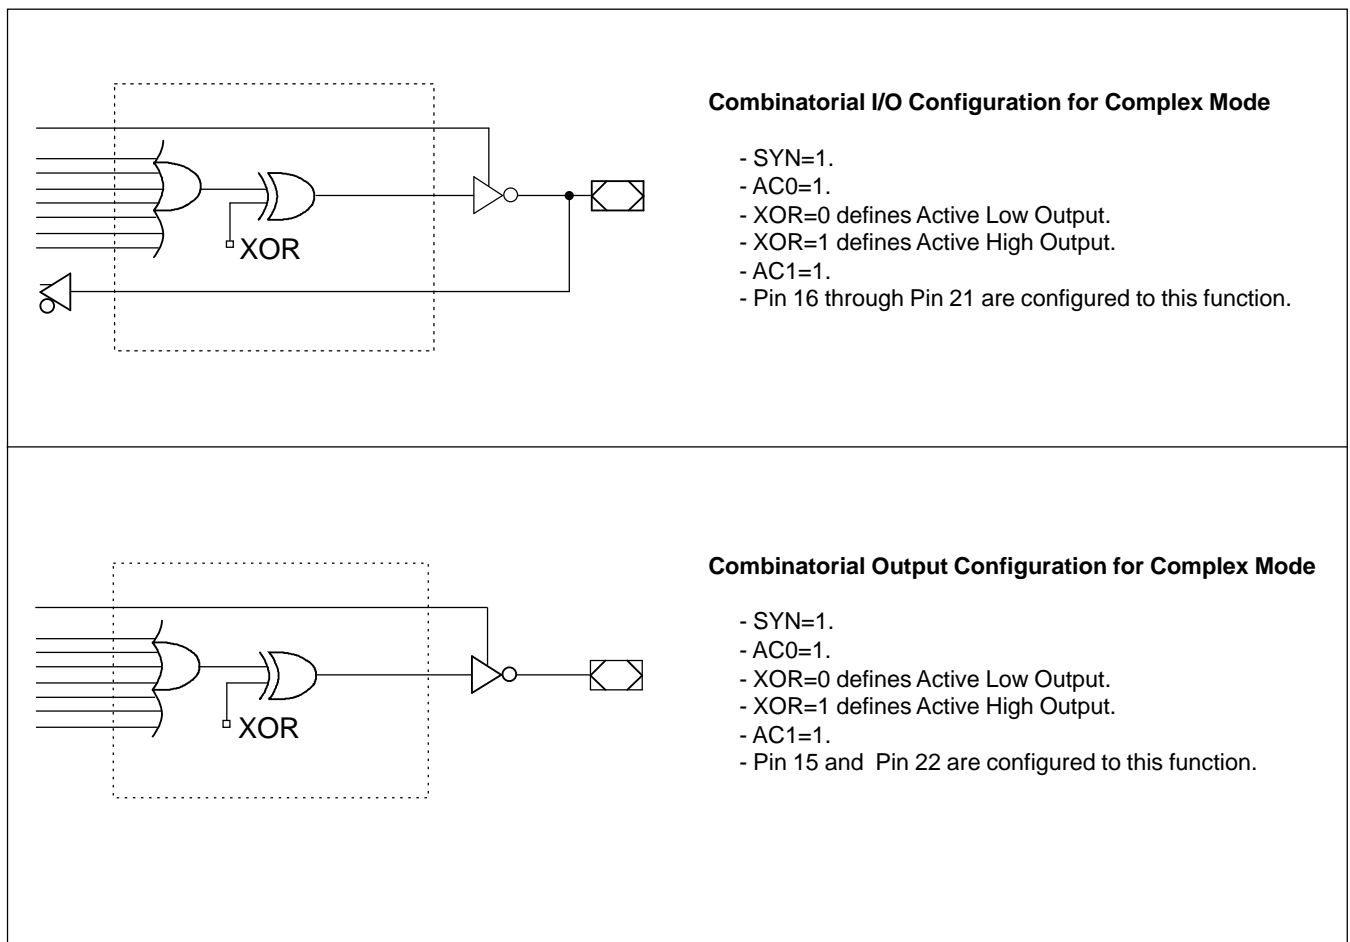 Combinatorial I/O Configuration for Complex Mode
- SYN=1.
- AC0=1.
- XOR=0 defines Active Low Output.
- XOR=1 defines Active High Output.
- AC1=1.
- Pin 16 through Pin 21 are configured to this function.
XOR
Combinatorial Output Configuration for Complex Mode
- SYN=1.
- AC0=1.
- XOR=0 defines Active Low Output.
- XOR=1 defines Active High Output.
- AC1=1.
- Pin 15 and  Pin 22 are configured to this function.
XOR